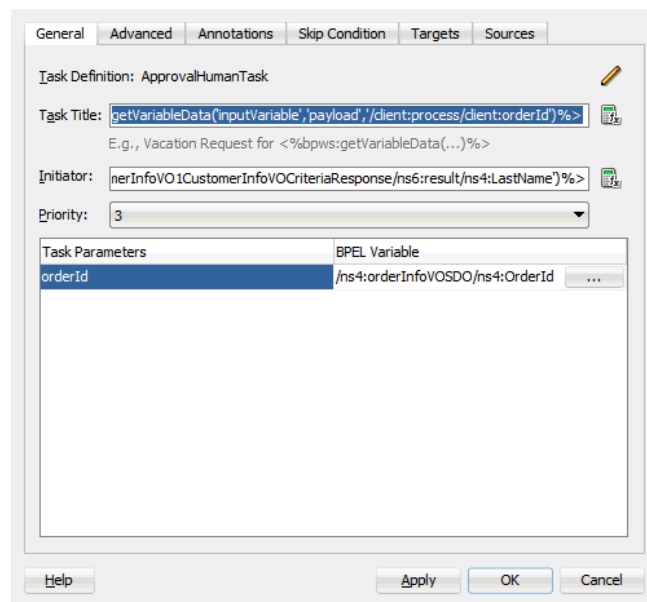 General Advanced Annotations Skip Condition Targets Sources
Task Definition: ApprovalHumanTask
Task Title: getVariableData('inputVariable','payload','/client:process/client:orderId')%>
E.g., Vacation Request for <%bpws:getVariableData(...)%>
Initiator: nerInfoVO1CustomerInfoVOCriteriaResponse/ns6:result/ns4:LastName')%>
Priority: 3
Task Parameters BPEL Variable
orderId /ns4:orderInfoVOSDO/ns4:OrderId ...
Help Apply OK Cancel